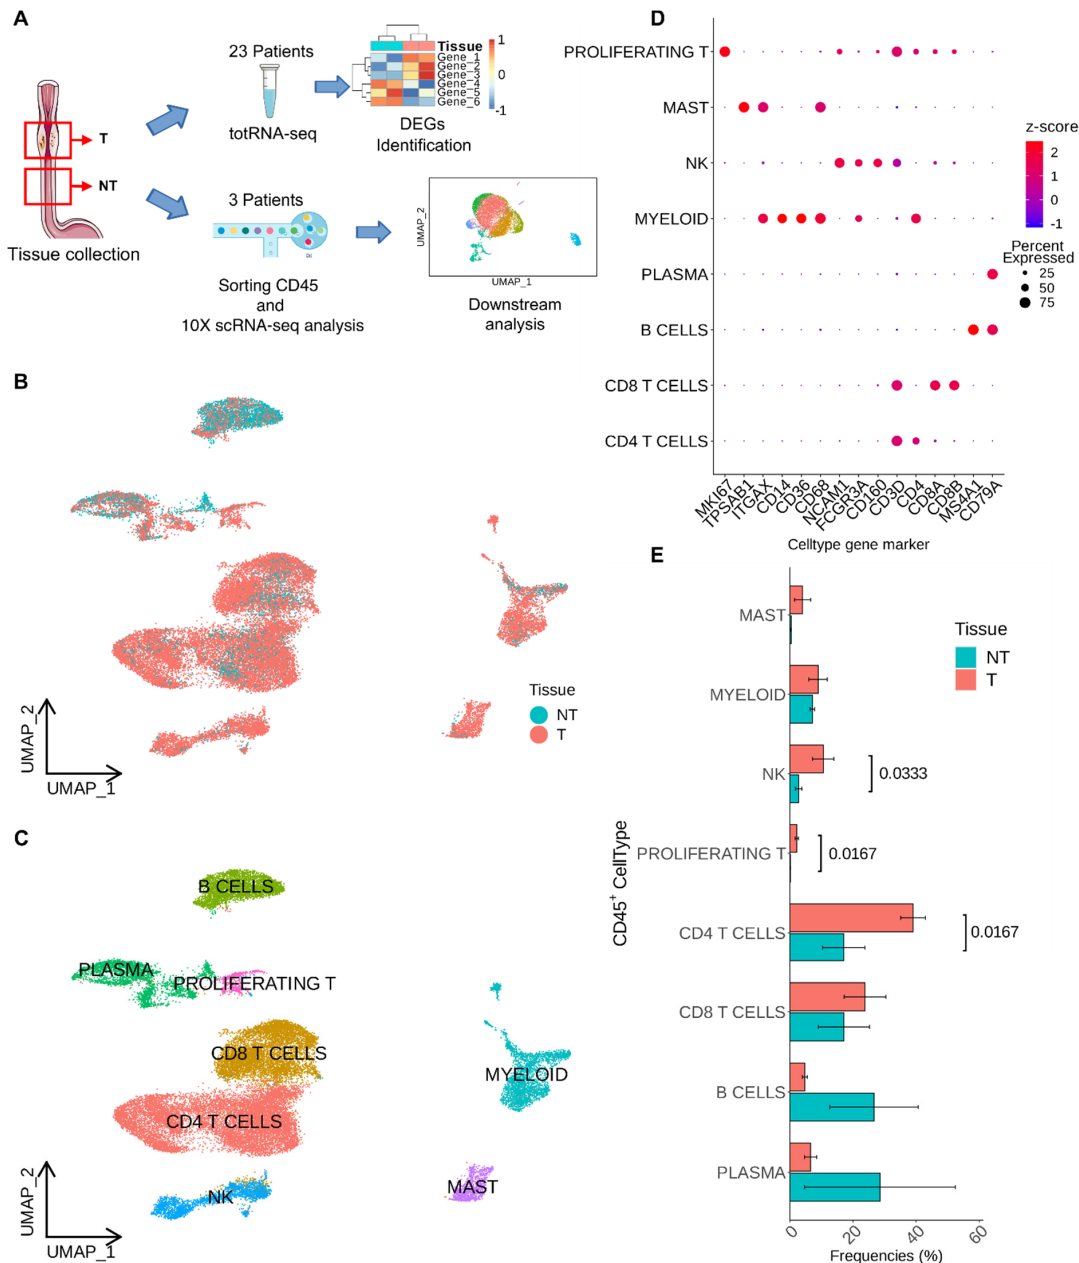 A
23 Patients
totRNA-seq
Tissue
Gene_1
Gene_2
Gene_3
Gene_4
Gene_5
Gene_6
1
0
-1
DEGs
Identification
T
NT
Tissue collection
3 Patients
Sorting CD45
and
10X scRNA-seq analysis
UMAP_2
UMAP_1
Downstream
analysis
B
Tissue
NT
T
UMAP_2
UMAP_1
C
B CELLS
PLASMA
PROLIFERATING T
CD8 T CELLS
CD4 T CELLS
NK
MYELOID
MAST
UMAP_2
UMAP_1
D
PROLIFERATING T
MAST
NK
MYELOID
PLASMA
B CELLS
CD8 T CELLS
CD4 T CELLS
MKI67
TPSAB1
ITGAX
CD14
CD36
CD68
NCAM1
FCGR3A
CD160
CD3D
CD4
CD8A
CD8B
MS4A1
CD79A
Celltype gene marker
z-score
2
1
0
-1
Percent
Expressed
25
50
75
E
CD45+ CellType
MAST
MYELOID
NK
PROLIFERATING T
CD4 T CELLS
CD8 T CELLS
B CELLS
PLASMA
0.0333
0.0167
0.0167
Tissue
NT
T
0
20
40
60
Frequencies (%)